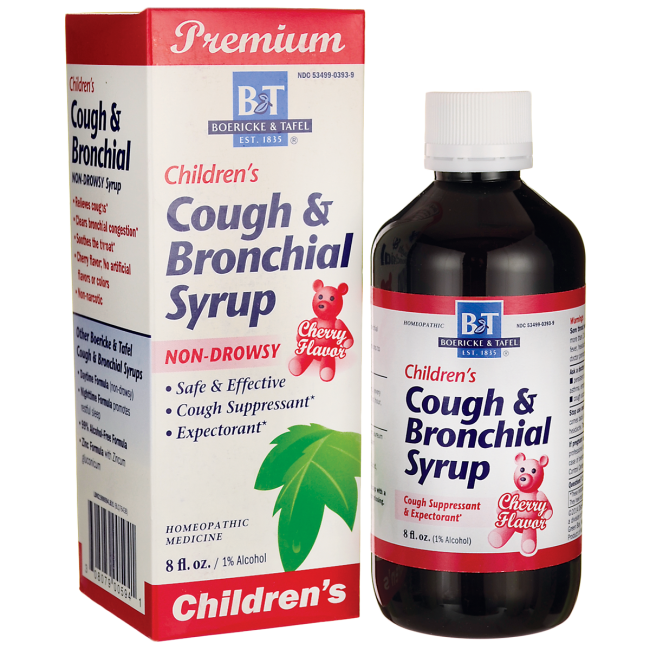 Premium
NDC 53499-0393-9
B&T
BOERICKE & TAFEL
EST. 1835
®
Children's
Cough &
Bronchial
Syrup
Cherry
Flavor
NON-DROWSY
• Safe & Effective
• Cough Suppressant*
• Expectorant*
HOMEOPATHIC
MEDICINE
8 fl. oz. / 1% Alcohol
Children's
Children's
Cough &
Bronchial
NON-DROWSY Syrup
• Relieves coughs*
• Clears bronchial congestion*
• Soothes the throat*
• Cherry flavor; No artificial
flavors or colors
• Non-narcotic
Other Boericke & Tafel
Cough & Bronchial Syrups
• Daytime Formula (non-drowsy)
• Nighttime Formula promotes
restful sleep
• 99% Alcohol-Free Formula
• Zinc Formula with Zincum
gluconicum
HOMEOPATHIC
B&T
NDC 53499-0393-9
BOERICKE & TAFEL
EST. 1835
®
Children's
Cough &
Bronchial
Syrup
Cough Suppressant
& Expectorant*
Cherry
Flavor
8 fl. oz. (1% Alcohol)